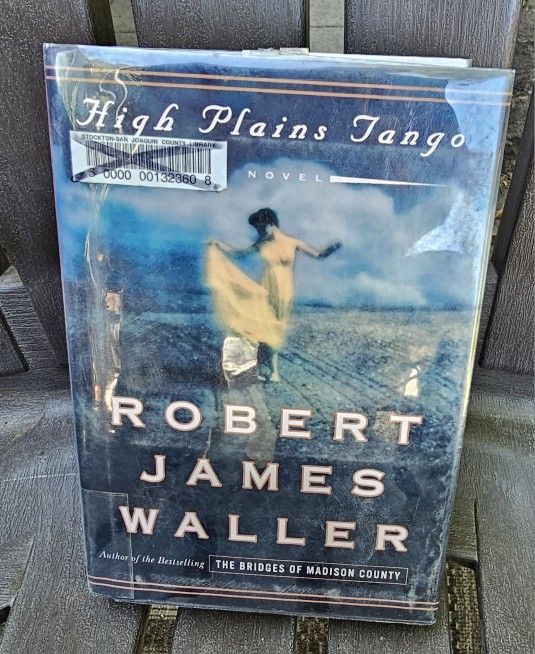 High Plains Tango
STOCKTON-SAN JOAQUIN COUNTY LIBRARY
3 0000 00132360 8
NOVEL
ROBERT
JAMES
WALLER
Author of the Bestselling THE BRIDGES OF MADISON COUNTY